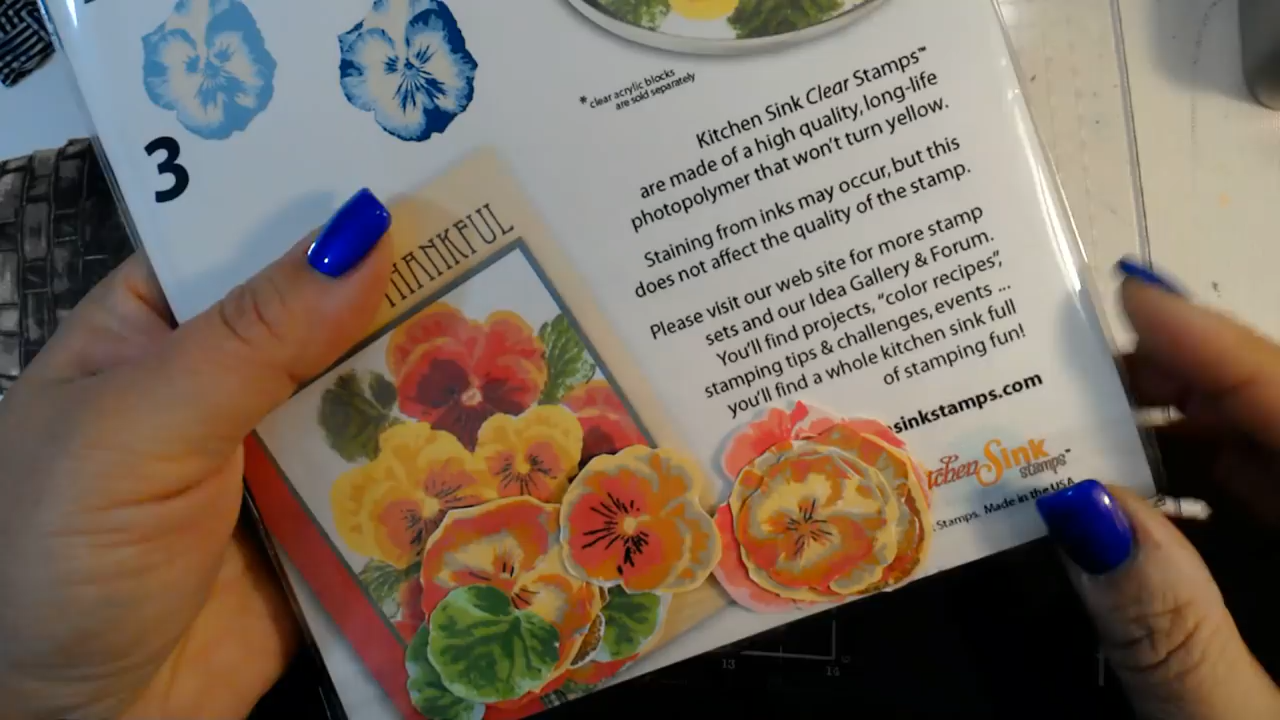 3
* clear acrylic blocks
are sold separately
Kitchen Sink Clear Stamps™
are made of a high quality, long-life
photopolymer that won't turn yellow.
Staining from inks may occur, but this
does not affect the quality of the stamp.
Please visit our web site for more stamp
sets and our Idea Gallery & Forum.
You'll find projects, "color recipes",
stamping tips & challenges, events ...
you'll find a whole kitchen sink full
of stamping fun!
sinkstamps.com
THANKFUL
tchen Sink
stamps™
. Stamps. Made in the USA
13
14